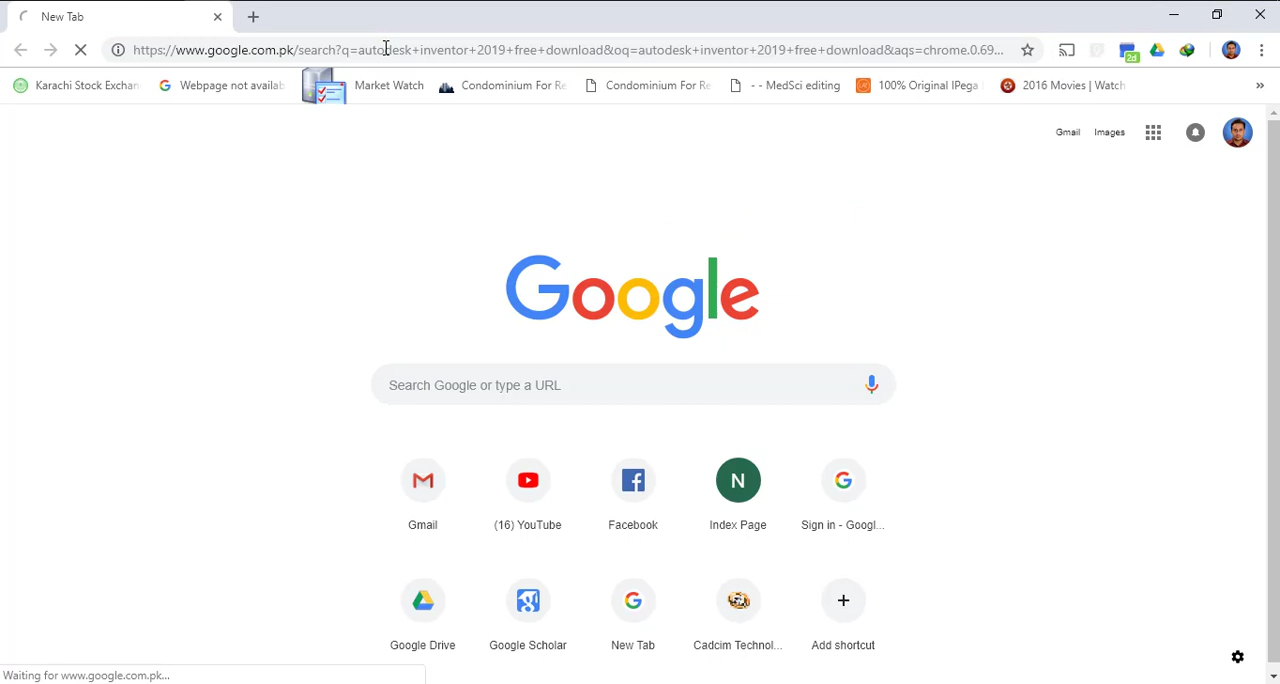 New Tab
https://www.google.com.pk/search?q=autodesk+inventor+2019+free+download&oq=autodesk+inventor+2019+free+download&aqs=chrome.0.69...
2d
Karachi Stock Exchan
Webpage not availab
Market Watch
Condominium For Re
Condominium For Re
- - MedSci editing
100% Original IPega
2016 Movies | Watch
»
Gmail
Images
Google
Search Google or type a URL
N
Gmail
(16) YouTube
Facebook
Index Page
Sign in - Googl...
Google Drive
Google Scholar
New Tab
Cadcim Technol...
Add shortcut
Waiting for www.google.com.pk...